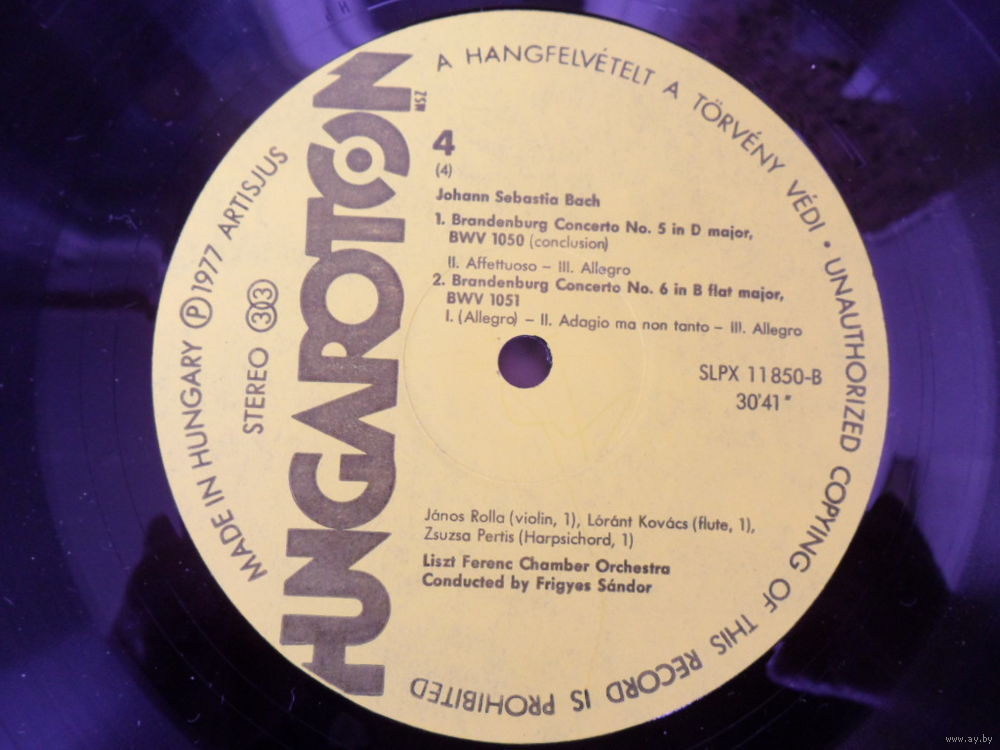 A HANGFELVÉTELT A TÖRVÉNY VÉDI • UNAUTHORIZED COPYING OF THIS RECORD IS PROHIBITED
MADE IN HUNGARY Ⓟ 1977 ARTISJUS
STEREO 303
HUNGAROTON
MSZ
4
(4)
Johann Sebastia Bach
1. Brandenburg Concerto No. 5 in D major,
BWV 1050 (conclusion)
II. Affettuoso – III. Allegro
2. Brandenburg Concerto No. 6 in B flat major,
BWV 1051
I. (Allegro) – II. Adagio ma non tanto – III. Allegro
SLPX 11850-B
30'41"
János Rolla (violin, 1), Lóránt Kovács (flute, 1),
Zsuzsa Pertis (Harpsichord, 1)
Liszt Ferenc Chamber Orchestra
Conducted by Frigyes Sándor
www.ay.by